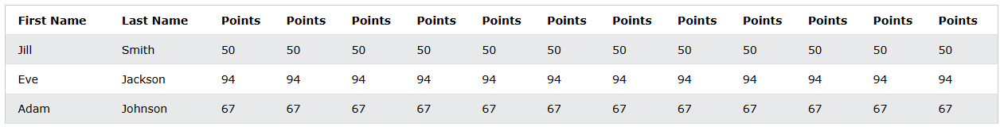 First Name Last Name Points Points Points Points Points Points Points Points Points Points Points Points
Jill Smith 50 50 50 50 50 50 50 50 50 50 50 50
Eve Jackson 94 94 94 94 94 94 94 94 94 94 94 94
Adam Johnson 67 67 67 67 67 67 67 67 67 67 67 67